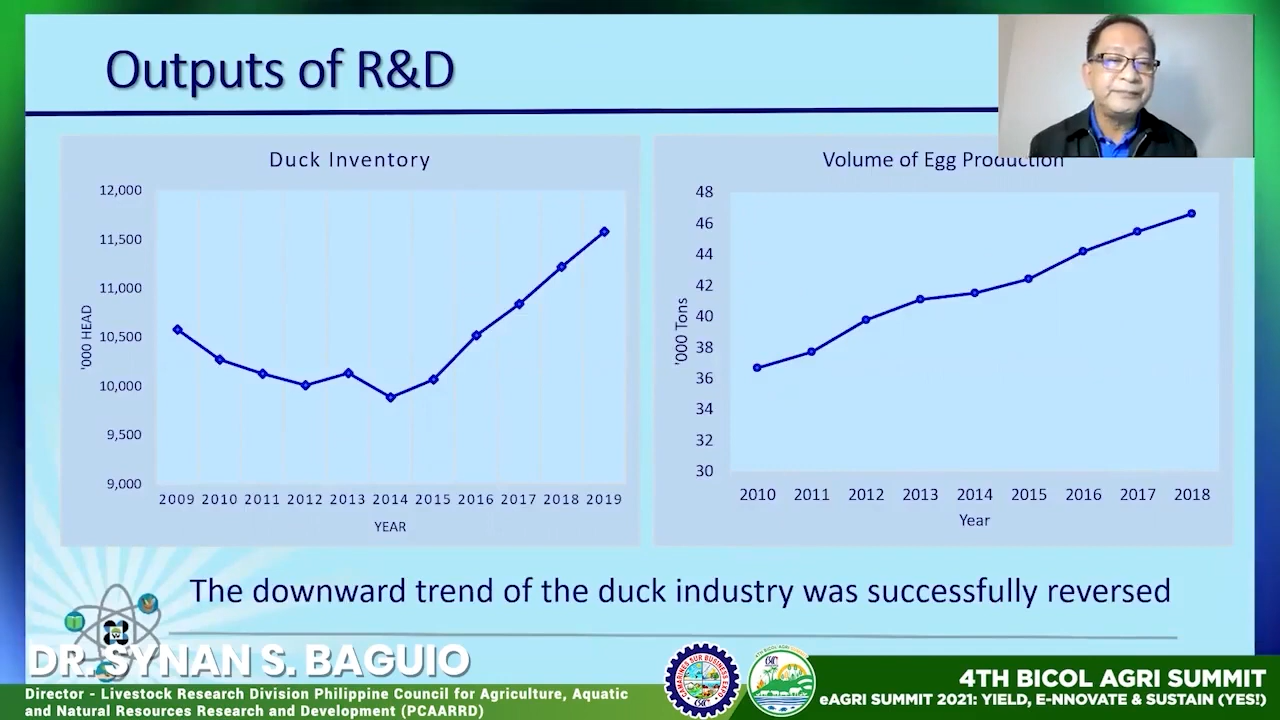 Outputs of R&D
Duck Inventory
12,000
11,500
11,000
10,500
10,000
9,500
9,000
'000 HEAD
2009 2010 2011 2012 2013 2014 2015 2016 2017 2018 2019
YEAR
Volume of Egg Production
48
46
44
42
40
38
36
34
32
30
'000 Tons
2010 2011 2012 2013 2014 2015 2016 2017 2018
Year
The downward trend of the duck industry was successfully reversed
DR. SYNAN S. BAGUIO
Director - Livestock Research Division Philippine Council for Agriculture, Aquatic
and Natural Resources Research and Development (PCAARRD)
4TH BICOL AGRI SUMMIT
eAGRI SUMMIT 2021: YIELD, E-NNOVATE & SUSTAIN (YES!)